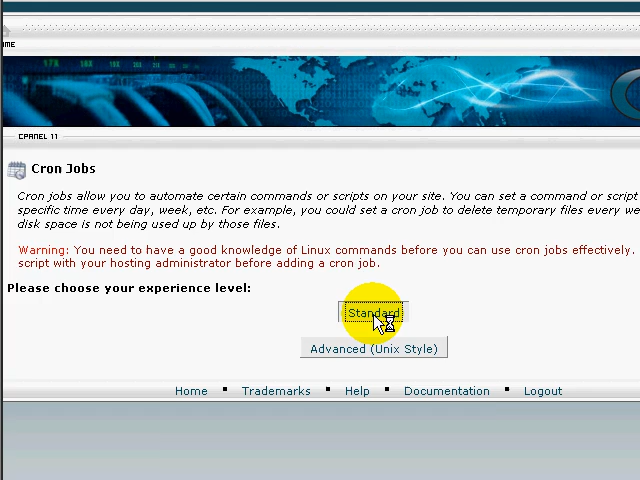 CPANEL 11
Cron Jobs
Cron jobs allow you to automate certain commands or scripts on your site. You can set a command or script
specific time every day, week, etc. For example, you could set a cron job to delete temporary files every
disk space is not being used up by those files.
Warning: You need to have a good knowledge of Linux commands before you can use cron jobs effectively.
script with your hosting administrator before adding a cron job.
Please choose your experience level:
Standard
Advanced (Unix Style)
Home ▪ Trademarks ▪ Help ▪ Documentation ▪ Logout